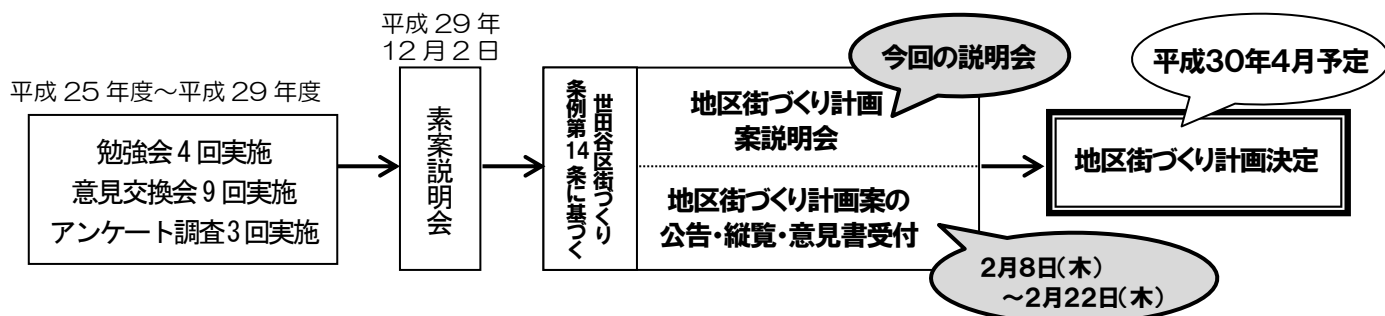 平成 25 年度～平成 29 年度
勉強会 4 回実施
意見交換会 9 回実施
アンケート調査 3 回実施
平成 29 年
12 月 2 日
素案説明会
世田谷区街づくり
条例第 14 条に基づく
今回の説明会
地区街づくり計画
案説明会
地区街づくり計画案の
公告・縦覧・意見書受付
2月8日(木)
～2月22日(木)
平成30年4月予定
地区街づくり計画決定